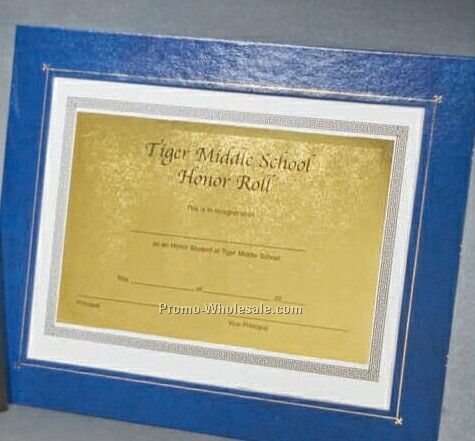 Tiger Middle School
Honor Roll
This is in recognition of
as an Honor Student at Tiger Middle School
This of 20
Promo-Wholesale.com
Principal
Vice-Principal